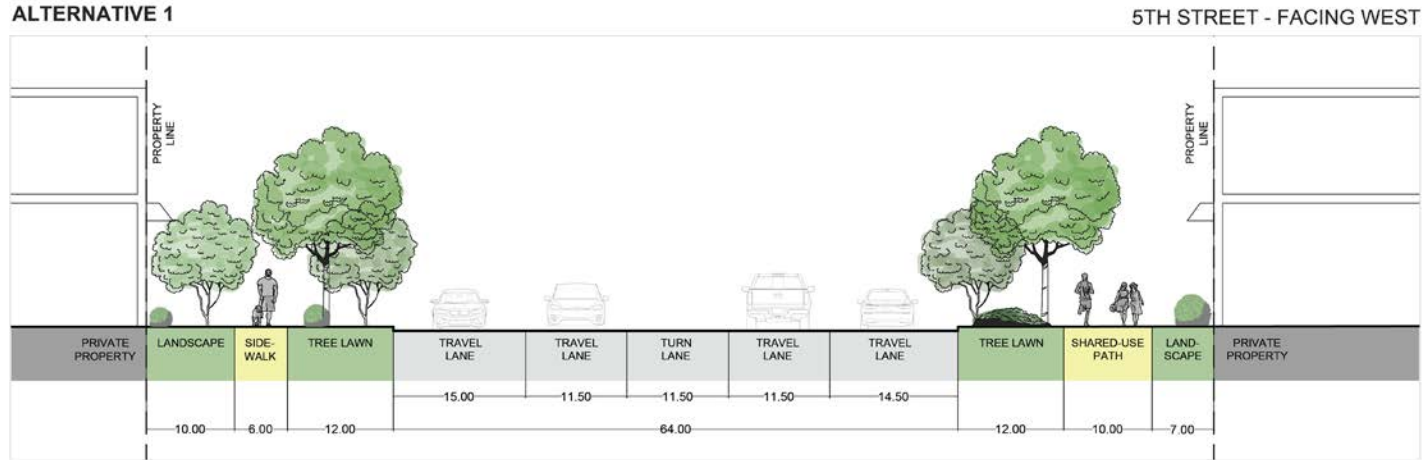 ALTERNATIVE 1
5TH STREET - FACING WEST
PROPERTY
LINE
PROPERTY
LINE
PRIVATE
PROPERTY
LANDSCAPE
SIDE-
WALK
TREE LAWN
TRAVEL
LANE
TRAVEL
LANE
TURN
LANE
TRAVEL
LANE
TRAVEL
LANE
TREE LAWN
SHARED-USE
PATH
LAND-
SCAPE
PRIVATE
PROPERTY
15.00
11.50
11.50
11.50
14.50
10.00
6.00
12.00
64.00
12.00
10.00
7.00